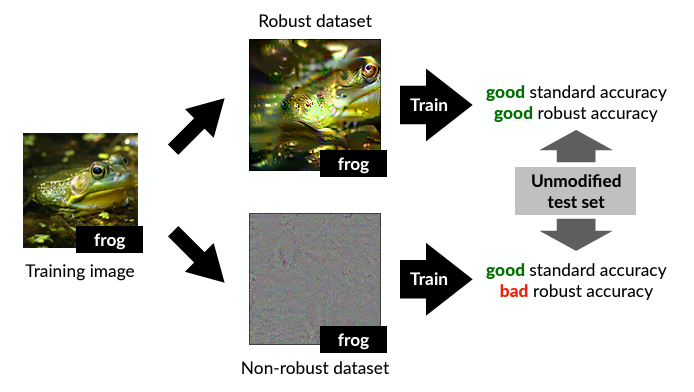 Robust dataset
frog
Train
good standard accuracy
good robust accuracy
frog
Training image
Unmodified
test set
frog
Train
good standard accuracy
bad robust accuracy
Non-robust dataset